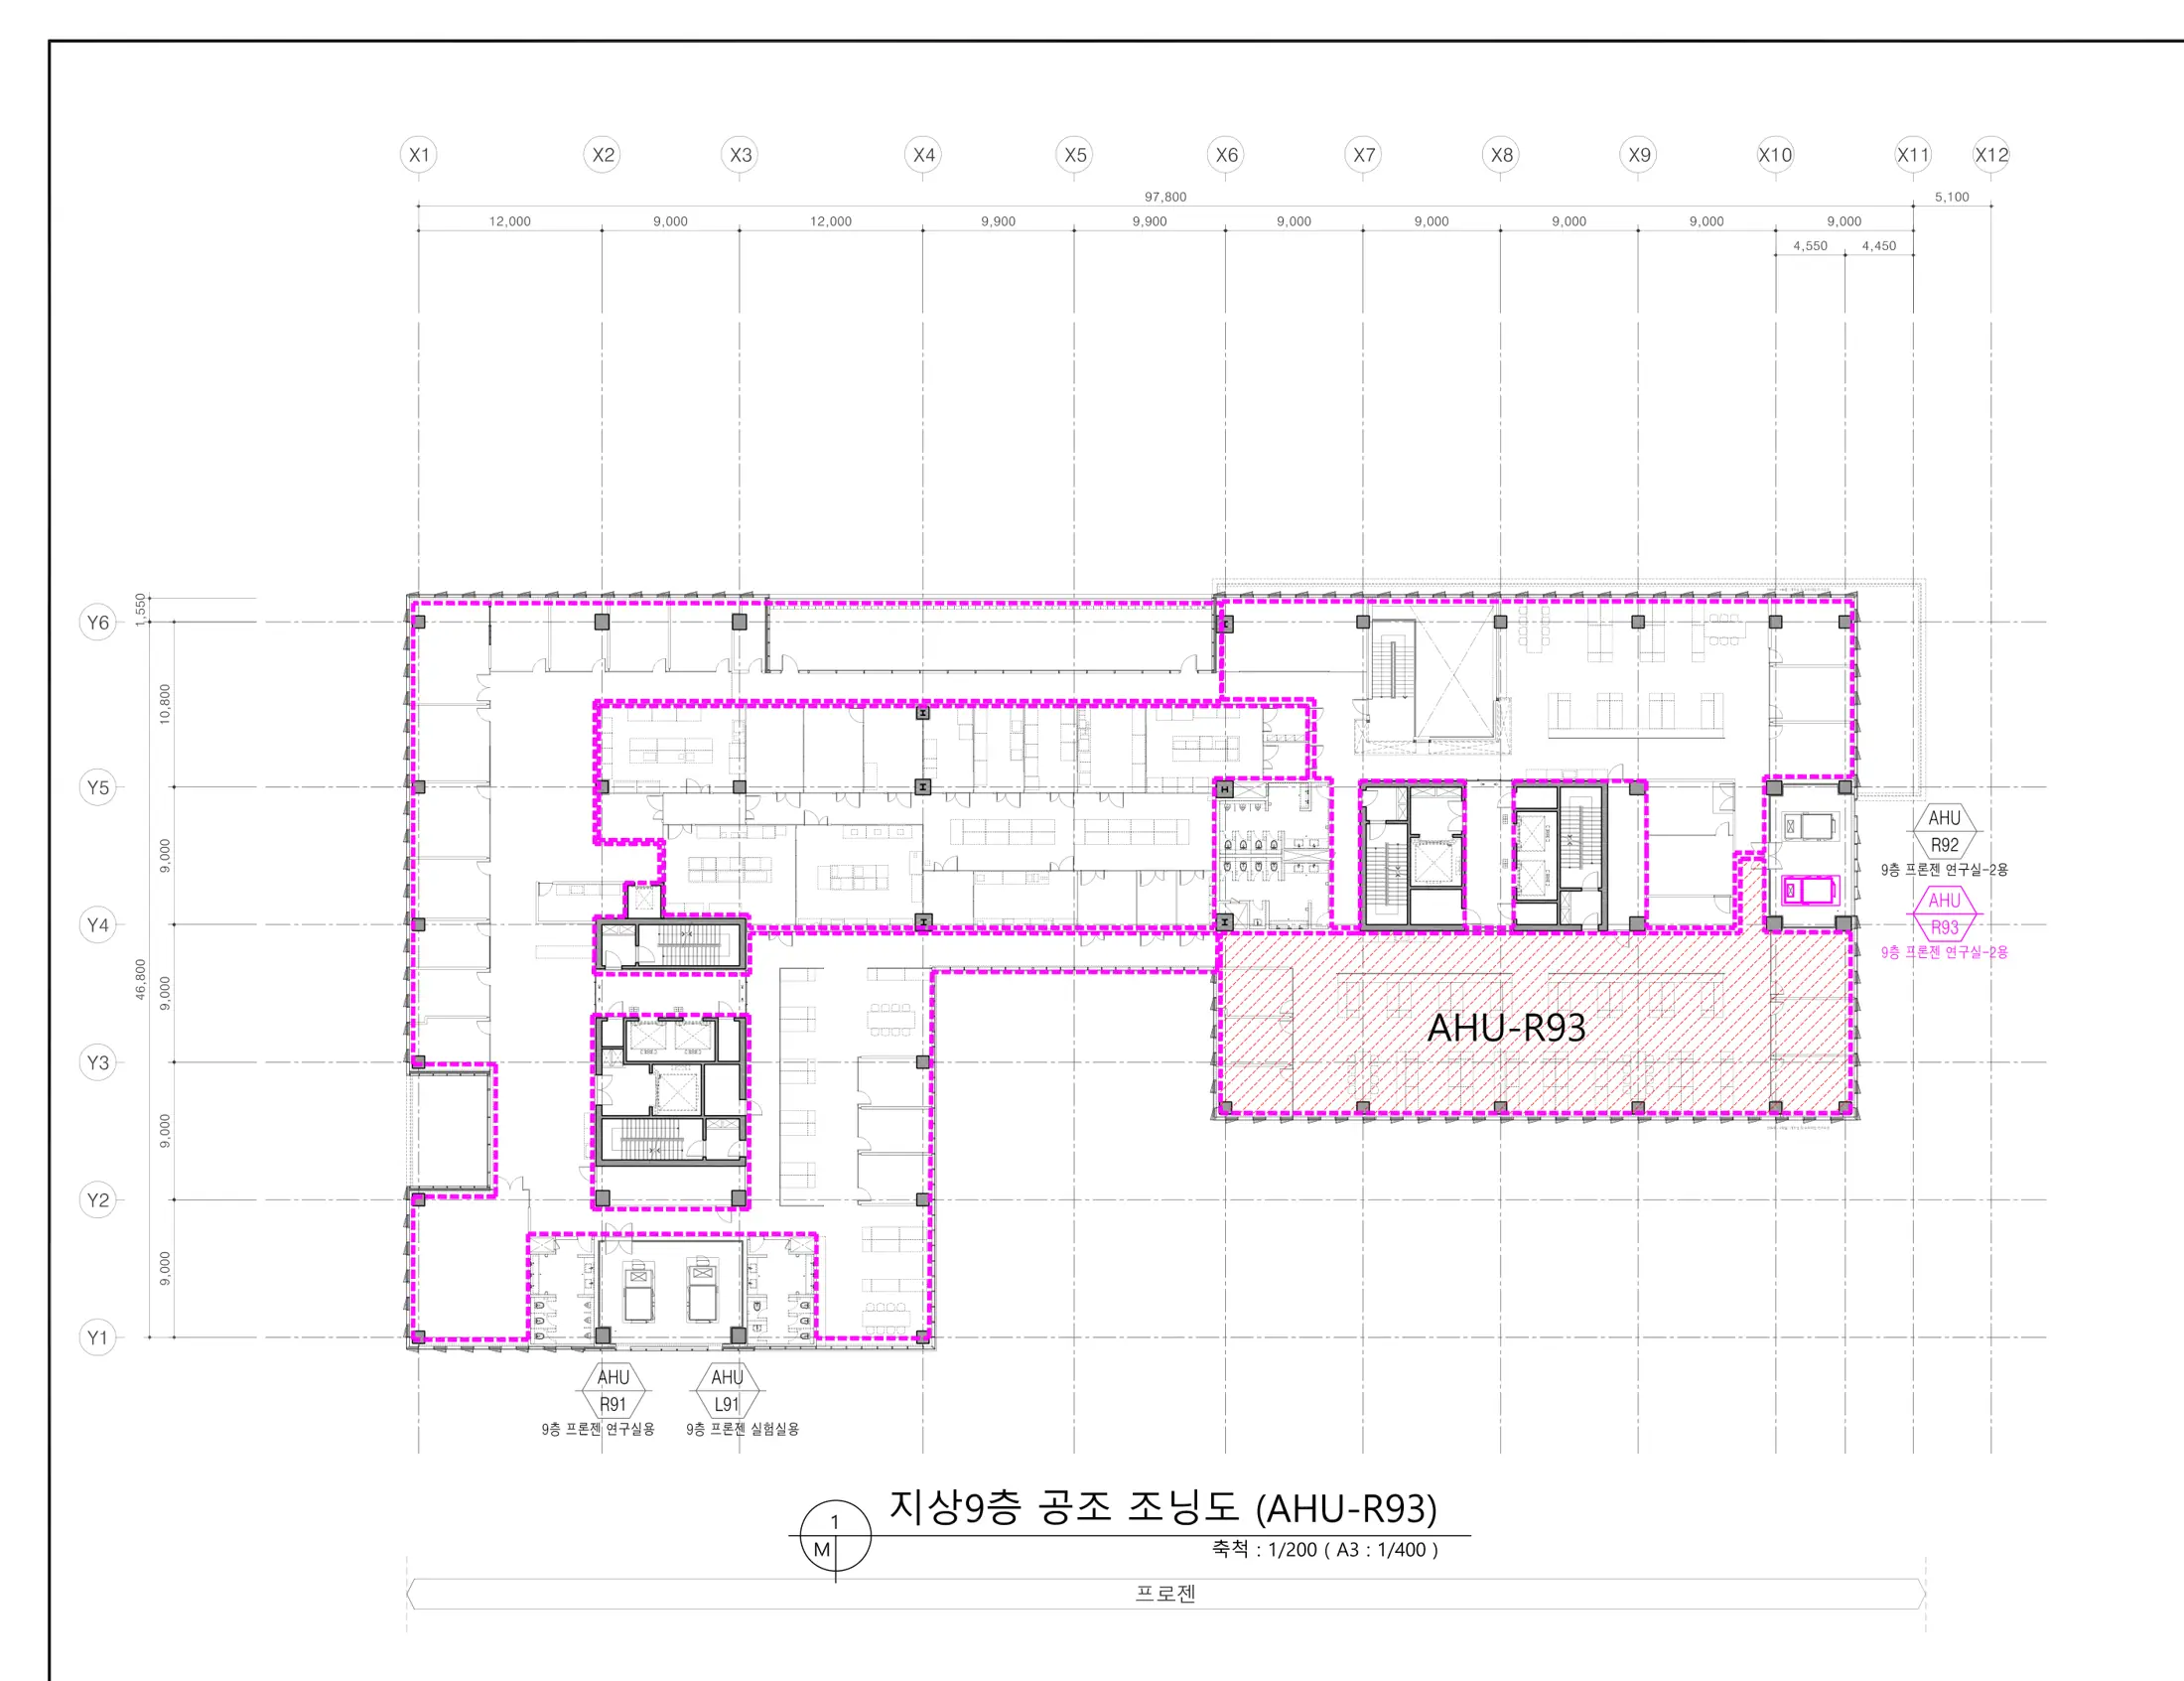 X1 X2 X3 X4 X5 X6 X7 X8 X9 X10 X11 X12
97,800 5,100
12,000 9,000 12,000 9,900 9,900 9,000 9,000 9,000 9,000 9,000
4,550 4,450
1,550
Y6
10,800
Y5
9,000
AHU
R92
9층 프론젠 연구실-2용
AHU
R93
9층 프론젠 연구실-2용
Y4
46,800
9,000
AHU-R93
Y3
9,000
Y2
9,000
Y1
AHU
R91
9층 프론젠 연구실용
AHU
L91
9층 프론젠 실험실용
1
M
지상9층 공조 조닝도 (AHU-R93)
축척 : 1/200 ( A3 : 1/400 )
프로젠